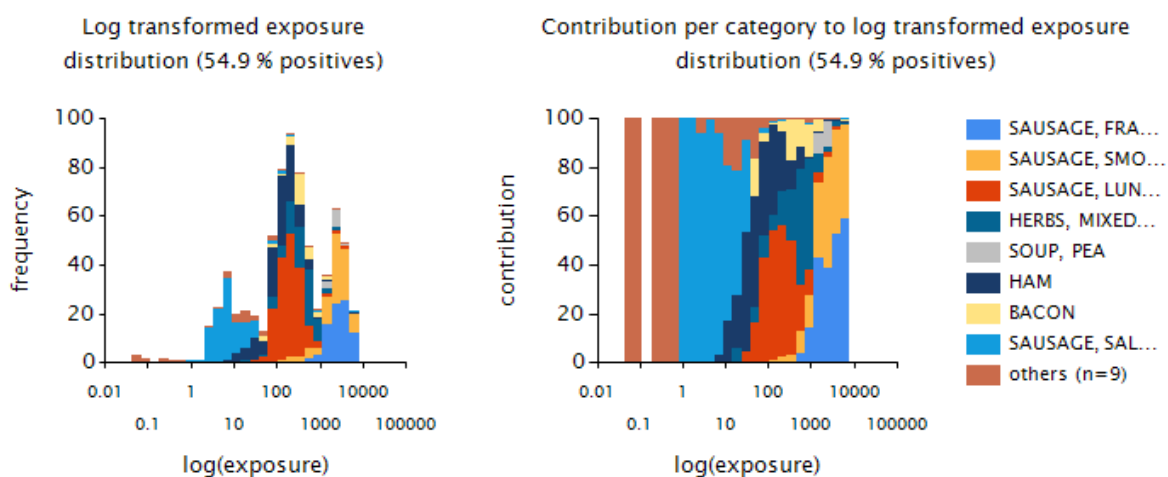 Log transformed exposure
distribution (54.9 % positives)
100
80
60
40
20
0
frequency
0.01
1
100
10000
0.1
10
1000
100000
log(exposure)
Contribution per category to log transformed exposure
distribution (54.9 % positives)
100
80
60
40
20
0
contribution
0.01
1
100
10000
0.1
10
1000
100000
log(exposure)
SAUSAGE, FRA...
SAUSAGE, SMO...
SAUSAGE, LUN...
HERBS, MIXED...
SOUP, PEA
HAM
BACON
SAUSAGE, SAL...
others (n=9)